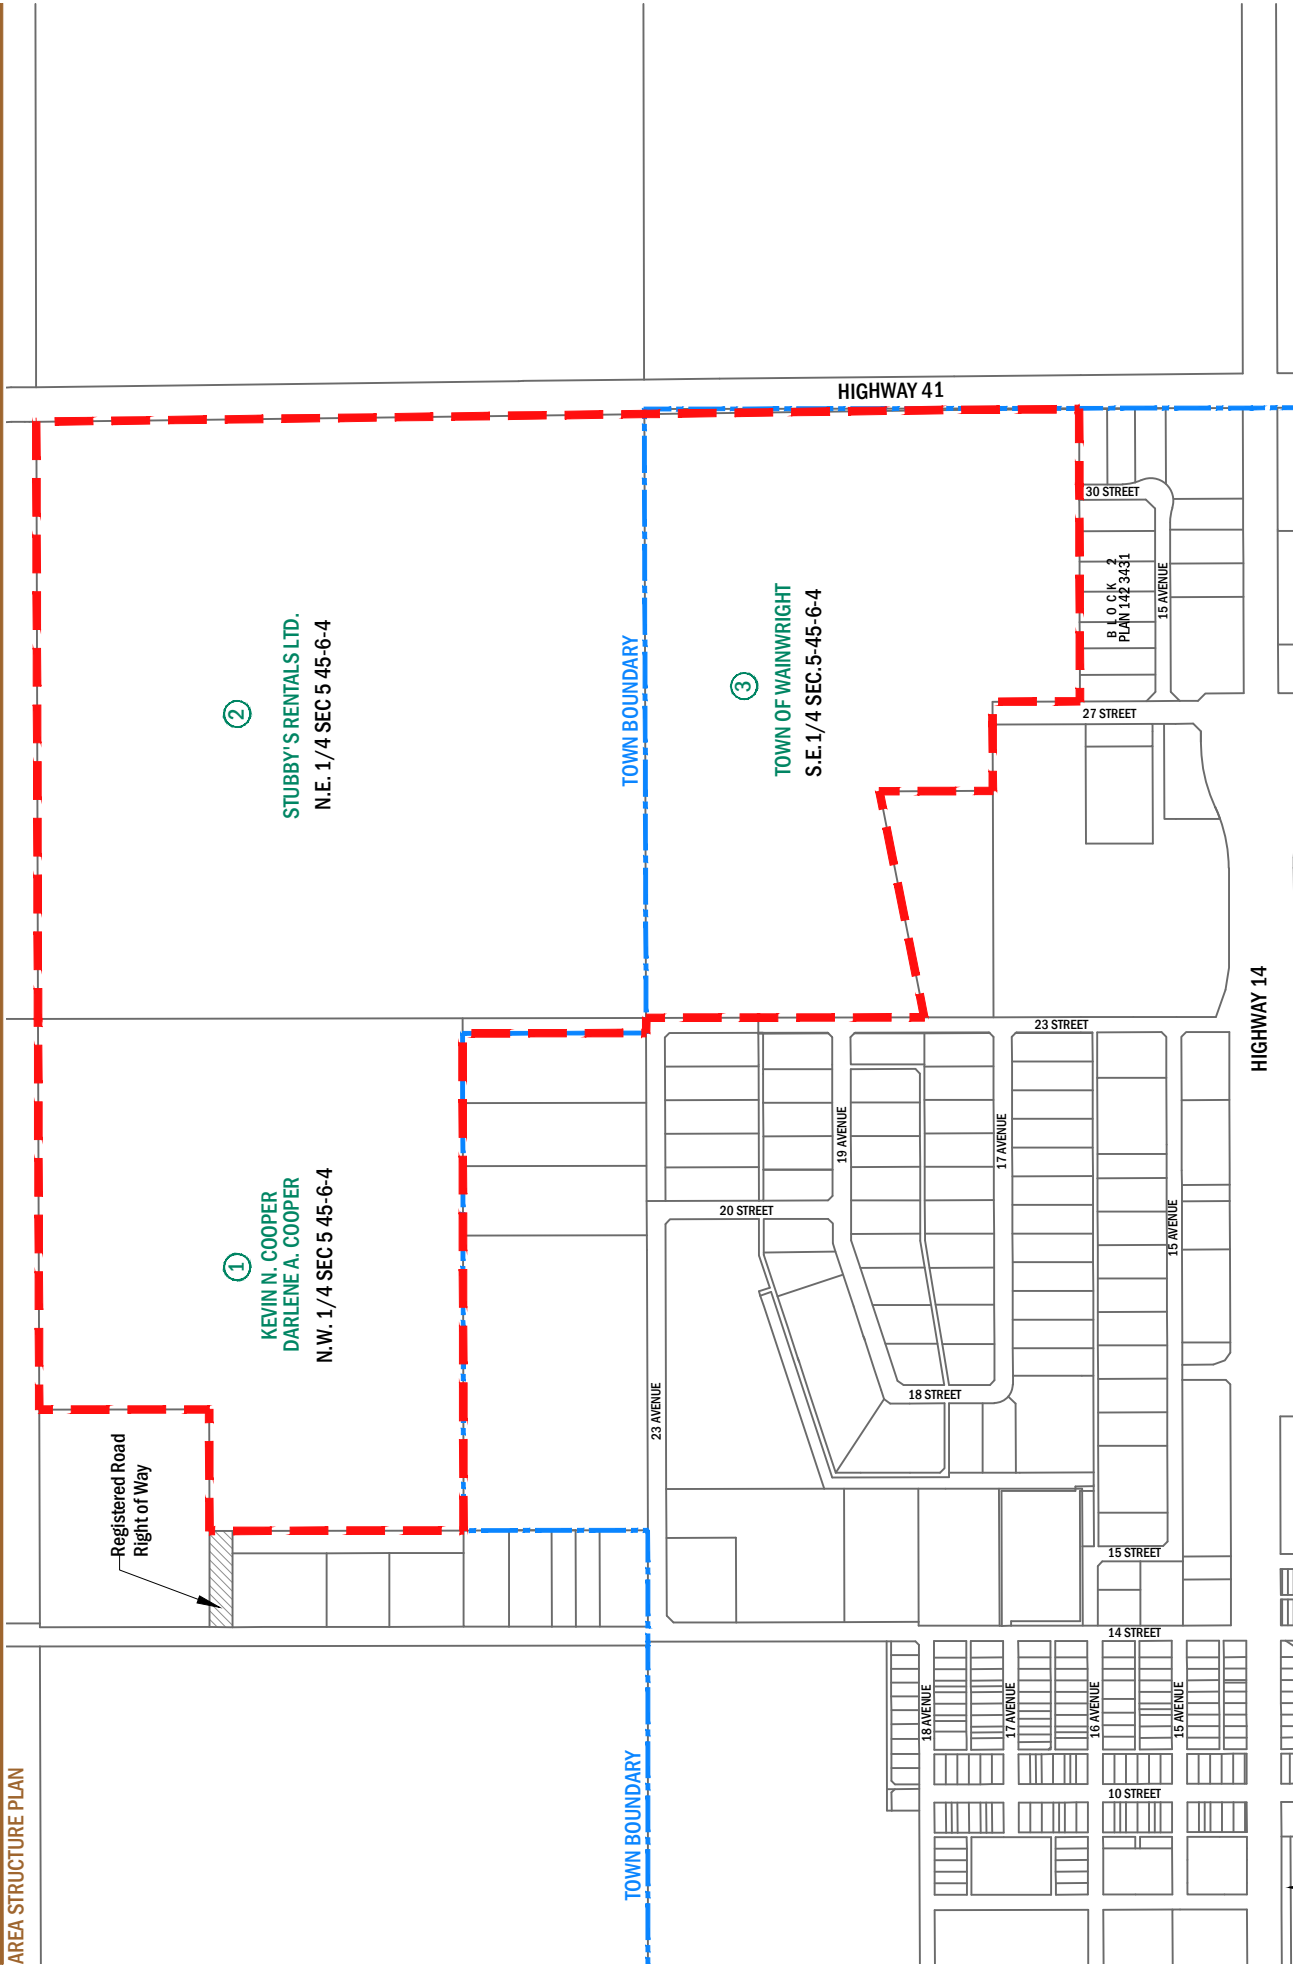 AREA STRUCTURE PLAN
Registered Road
Right of Way
1
KEVIN N. COOPER
DARLENE A. COOPER
N.W. 1/4 SEC 5 45-6-4
2
STUBBY'S RENTALS LTD.
N.E. 1/4 SEC 5 45-6-4
TOWN BOUNDARY
TOWN BOUNDARY
3
TOWN OF WAINWRIGHT
S.E. 1/4 SEC. 5-45-6-4
HIGHWAY 41
30 STREET
BLOCK 2
PLAN 142 3431
15 AVENUE
27 STREET
23 STREET
HIGHWAY 14
19 AVENUE
17 AVENUE
20 STREET
15 AVENUE
23 AVENUE
18 STREET
15 STREET
14 STREET
18 AVENUE
17 AVENUE
16 AVENUE
15 AVENUE
10 STREET